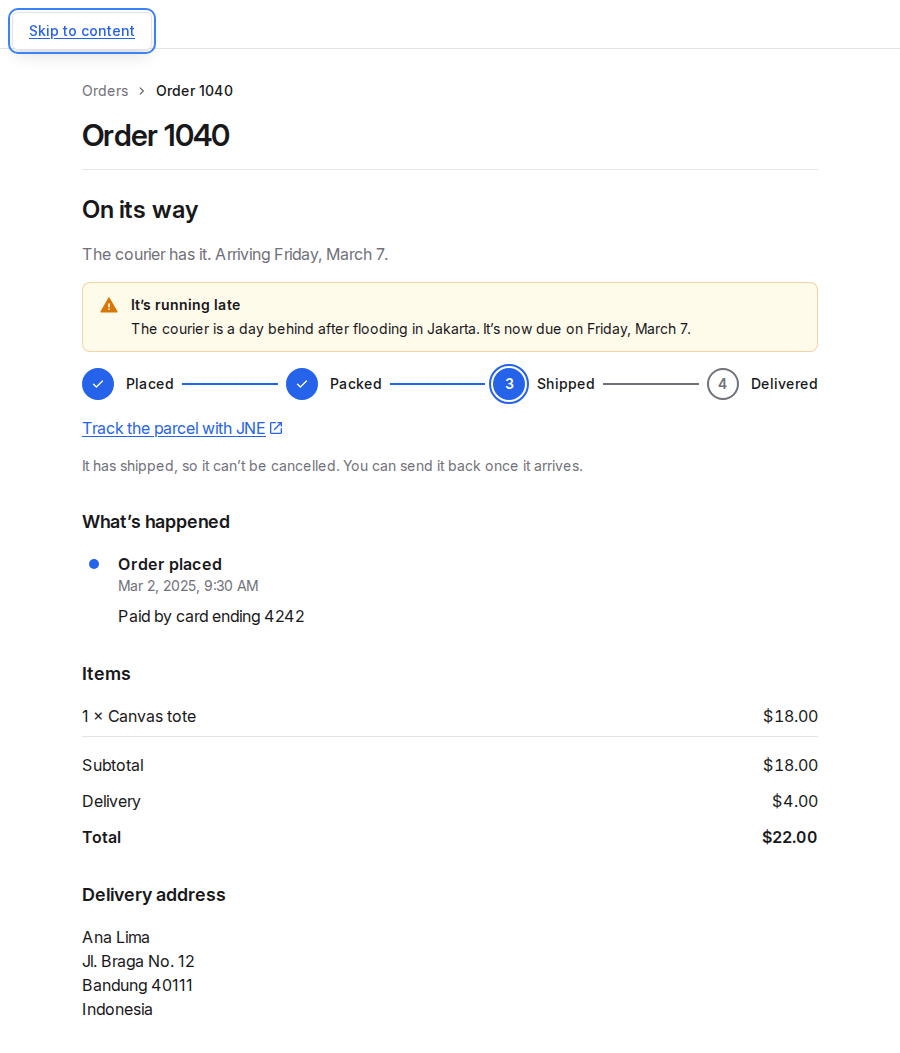 Skip to content
Orders > Order 1040
Order 1040
On its way
The courier has it. Arriving Friday, March 7.
It’s running late
The courier is a day behind after flooding in Jakarta. It’s now due on Friday, March 7.
Placed Packed 3 Shipped 4 Delivered
Track the parcel with JNE
It has shipped, so it can’t be cancelled. You can send it back once it arrives.
What’s happened
Order placed
Mar 2, 2025, 9:30 AM
Paid by card ending 4242
Items
1 × Canvas tote $18.00
Subtotal $18.00
Delivery $4.00
Total $22.00
Delivery address
Ana Lima
Jl. Braga No. 12
Bandung 40111
Indonesia